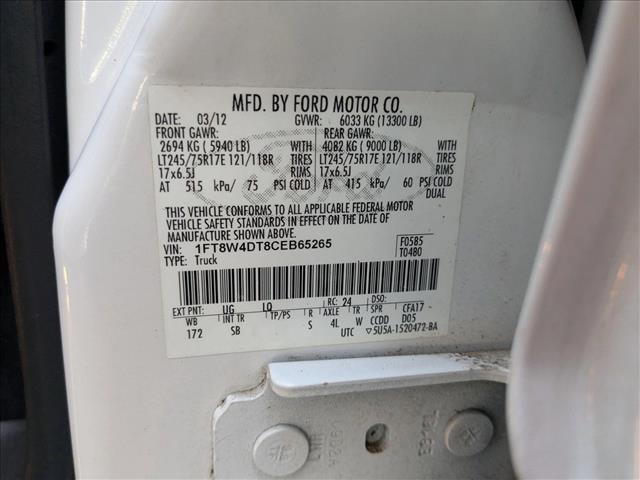 MFD. BY FORD MOTOR CO.
DATE: 03/12 GVWR: 6033 KG (13300 LB)
FRONT GAWR: REAR GAWR:
2694 KG ( 5940 LB) WITH 4082 KG ( 9000 LB) WITH
LT245/75R17E 121/118R TIRES LT245/75R17E 121/118R TIRES
17x6.5J RIMS 17x6.5J RIMS
AT 515 kPa/ 75 PSI COLD AT 415 kPa/ 60 PSI COLD
DUAL
THIS VEHICLE CONFORMS TO ALL APPLICABLE FEDERAL MOTOR
VEHICLE SAFETY STANDARDS IN EFFECT ON THE DATE OF
MANUFACTURE SHOWN ABOVE.
VIN: 1FT8W4DT8CEB65265 F0585
TYPE: Truck T0480
EXT PNT: UG LQ RC: 24 DSO:
WB INT TR TP/PS R AXLE TR CFA17
172 SB S 4L W CCDD D05
UTC ▽5U5A-1520472-BA